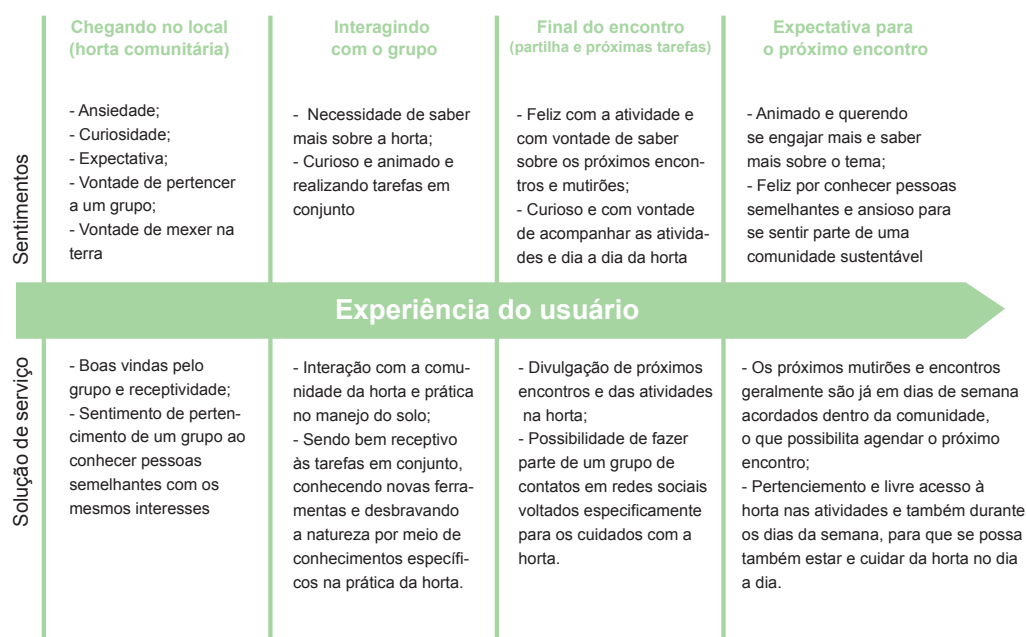 Chegando no local
(horta comunitária)
Interagindo
com o grupo
Final do encontro
(partilha e próximas tarefas)
Expectativa para
o próximo encontro
Sentimentos
- Ansiedade;
- Curiosidade;
- Expectativa;
- Vontade de pertencer
a um grupo;
- Vontade de mexer na
terra
- Necessidade de saber
mais sobre a horta;
- Curioso e animado e
realizando tarefas em
conjunto
- Feliz com a atividade e
com vontade de saber
sobre os próximos encon-
tros e mutirões;
- Curioso e com vontade
de acompanhar as ativida-
des e dia a dia da horta
- Animado e querendo
se engajar mais e saber
mais sobre o tema;
- Feliz por conhecer pessoas
semelhantes e ansioso para
se sentir parte de uma
comunidade sustentável
Experiência do usuário
Solução de serviço
- Boas vindas pelo
grupo e receptividade;
- Sentimento de perten-
cimento de um grupo ao
conhecer pessoas
semelhantes com os
mesmos interesses
- Interação com a comu-
nidade da horta e prática
no manejo do solo;
- Sendo bem receptivo
às tarefas em conjunto,
conhecendo novas ferra-
mentas e desbravando
a natureza por meio de
conhecimentos específi-
cos na prática da horta.
- Divulgação de próximos
encontros e das atividades
na horta;
- Possibilidade de fazer
parte de um grupo de
contatos em redes sociais
voltados especificamente
para os cuidados com a
horta.
- Os próximos mutirões e encontros
geralmente são já em dias de semana
acordados dentro da comunidade,
o que possibilita agendar o próximo
encontro;
- Pertenciemento e livre acesso à
horta nas atividades e também durante
os dias da semana, para que se possa
também estar e cuidar da horta no dia
a dia.